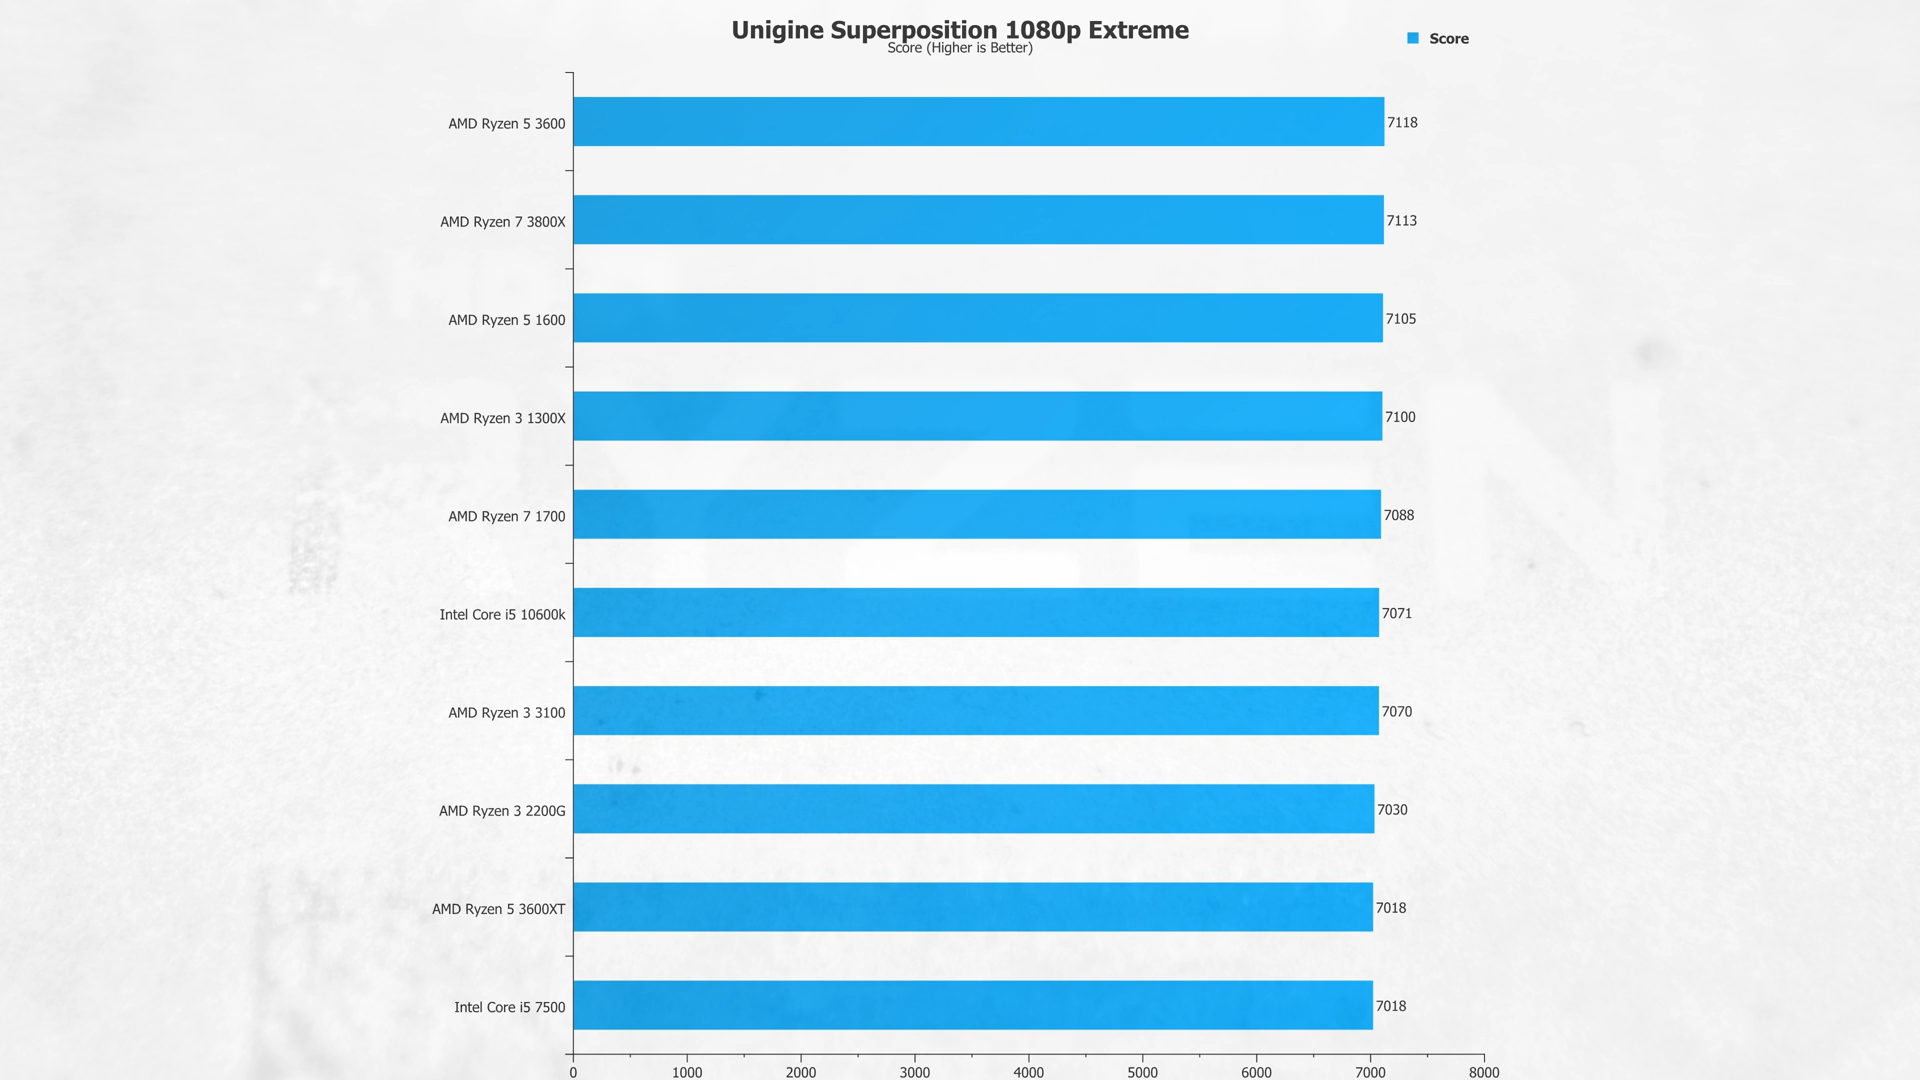 Unigine Superposition 1080p Extreme
Score (Higher is Better)
Score
AMD Ryzen 5 3600 7118
AMD Ryzen 7 3800X 7113
AMD Ryzen 5 1600 7105
AMD Ryzen 3 1300X 7100
AMD Ryzen 7 1700 7088
Intel Core i5 10600k 7071
AMD Ryzen 3 3100 7070
AMD Ryzen 3 2200G 7030
AMD Ryzen 5 3600XT 7018
Intel Core i5 7500 7018
0 1000 2000 3000 4000 5000 6000 7000 8000